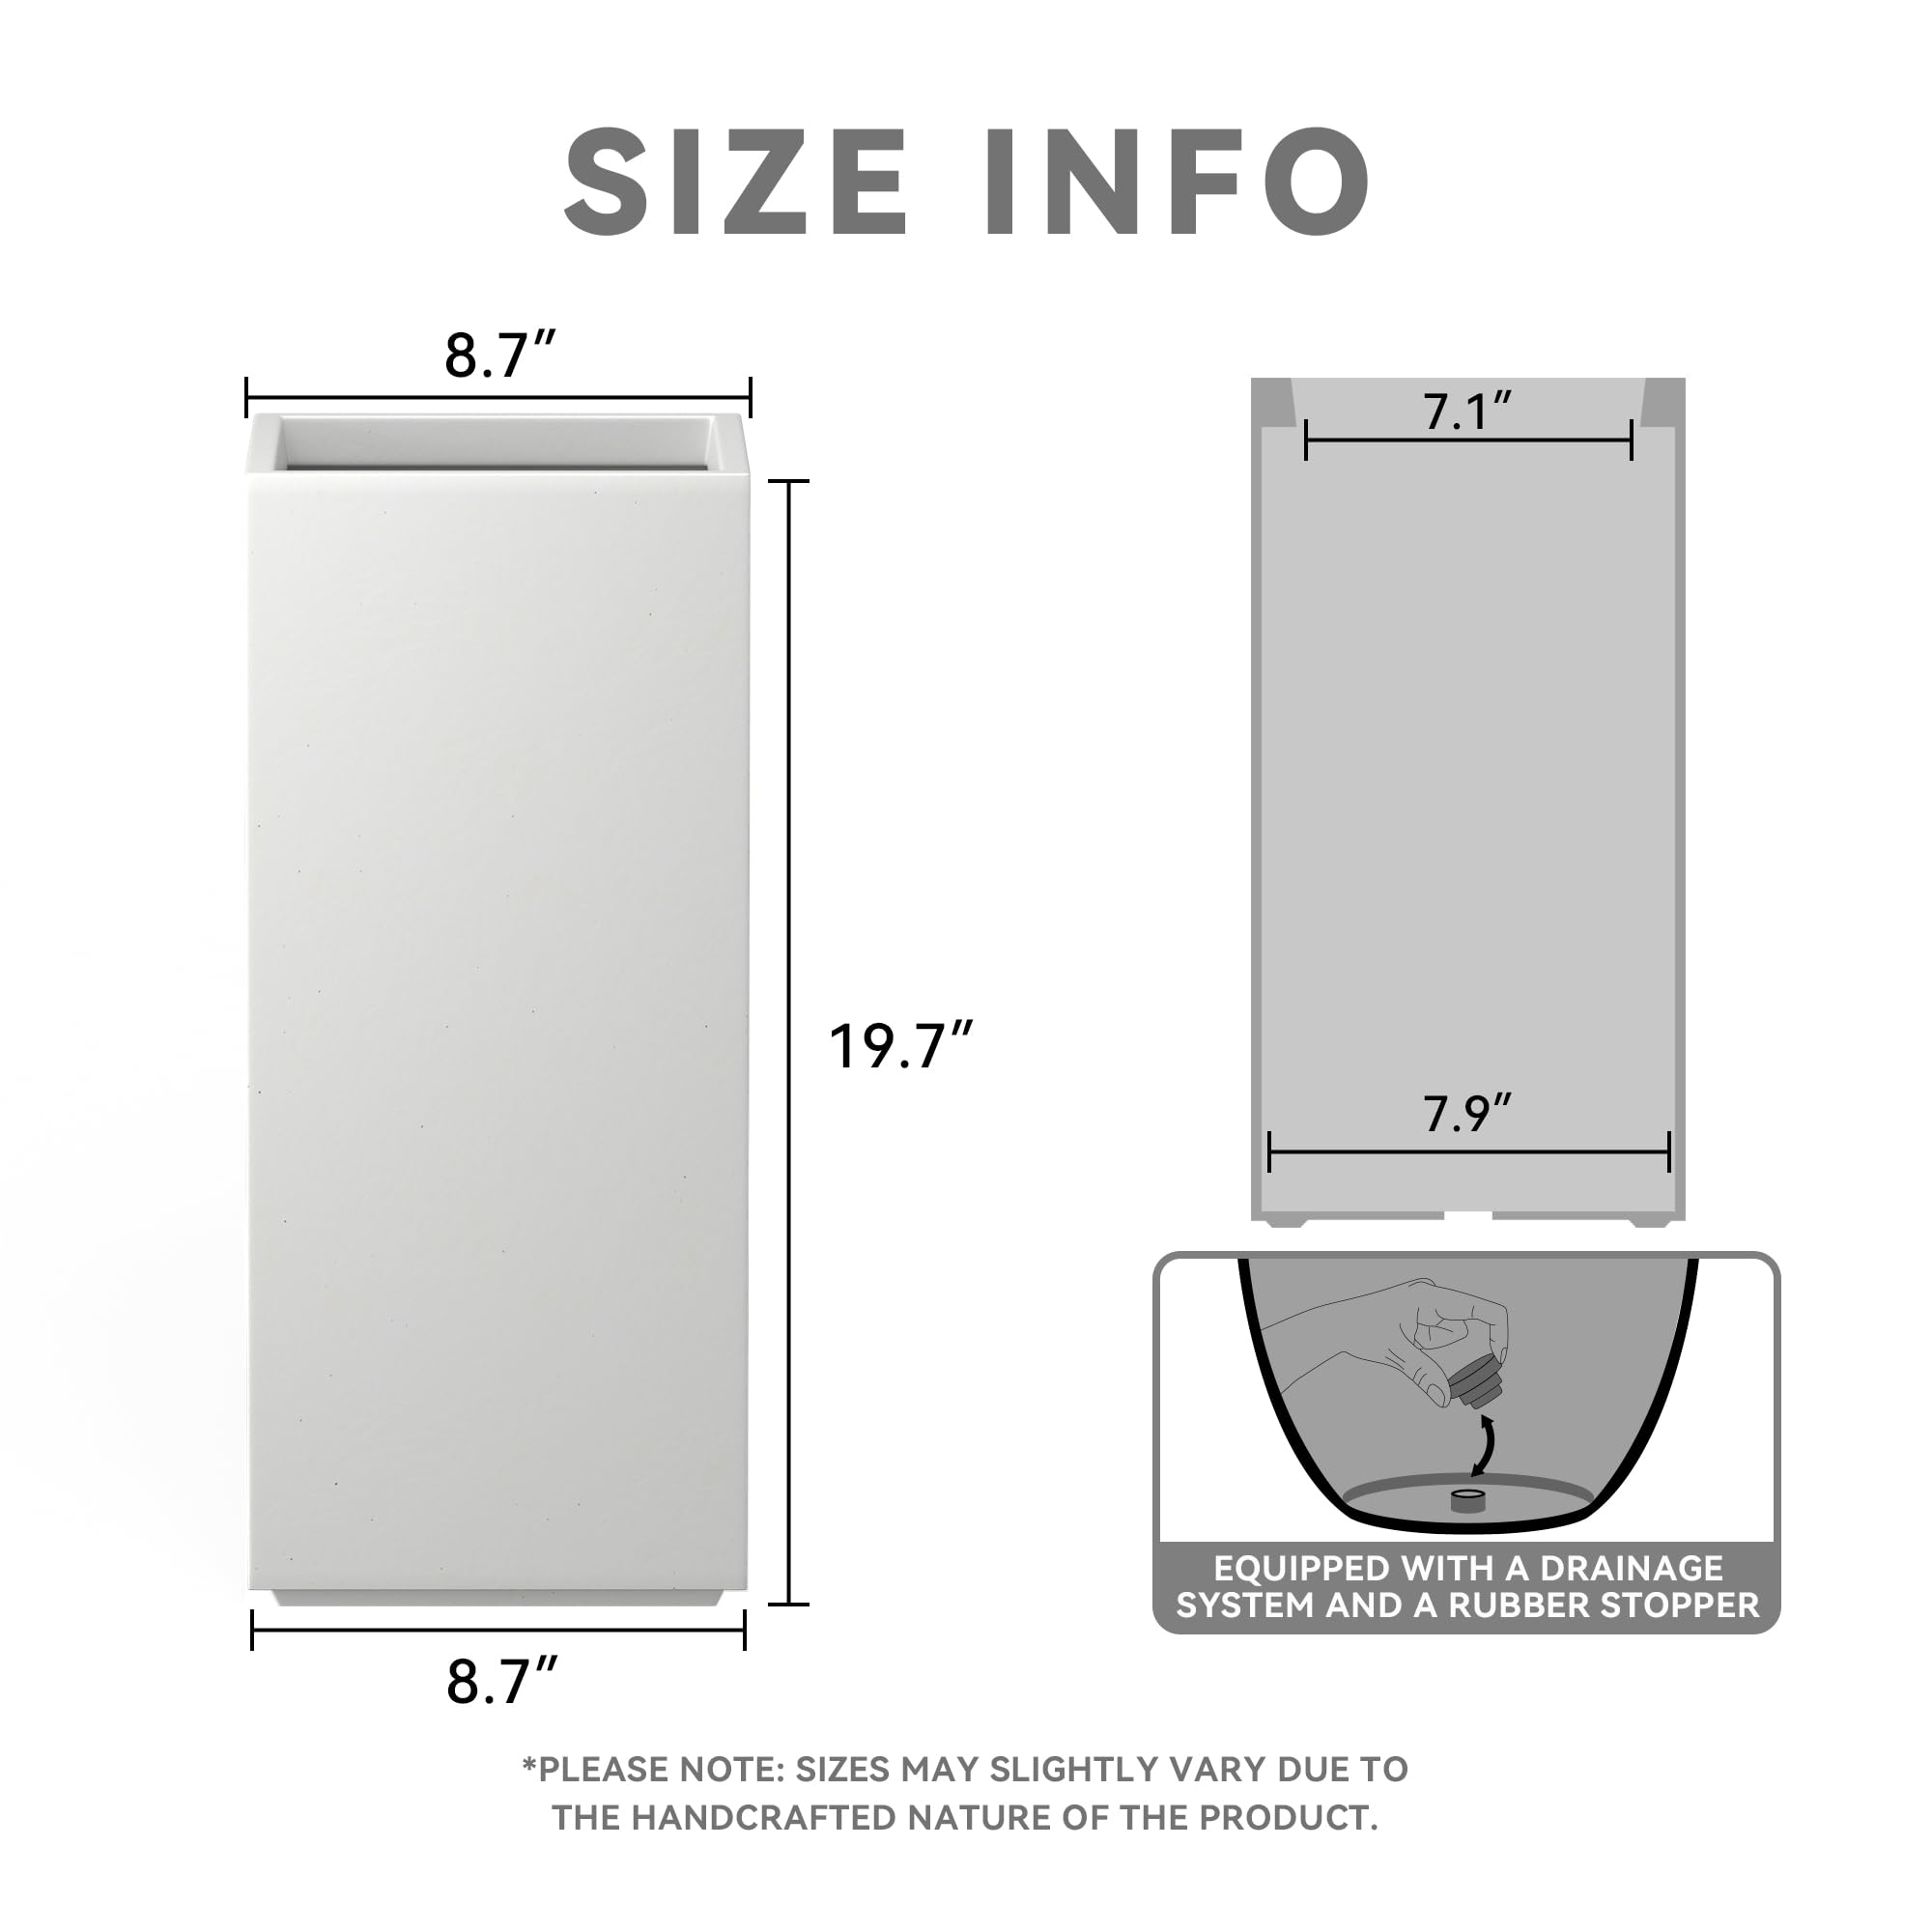 SIZE INFO
8.7″
7.1″
19.7″
7.9″
8.7″
EQUIPPED WITH A DRAINAGE
SYSTEM AND A RUBBER STOPPER
*PLEASE NOTE: SIZES MAY SLIGHTLY VARY DUE TO
THE HANDCRAFTED NATURE OF THE PRODUCT.